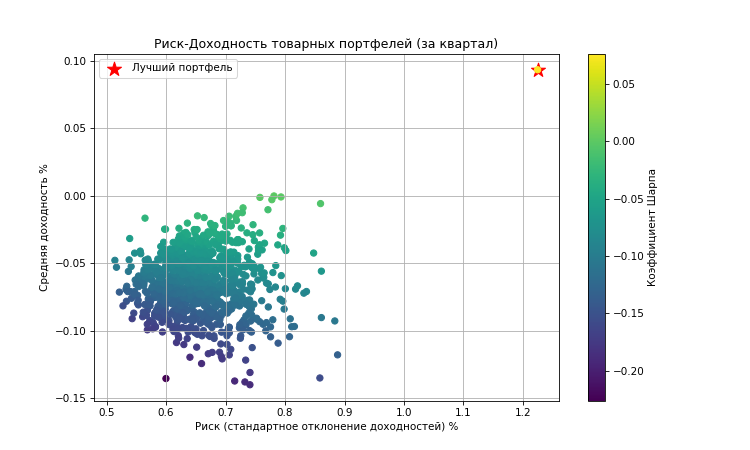 Риск-Доходность товарных портфелей (за квартал)
Лучший портфель
Средняя доходность %
0.10
0.05
0.00
−0.05
−0.10
−0.15
0.5 0.6 0.7 0.8 0.9 1.0 1.1 1.2
Риск (стандартное отклонение доходностей) %
0.05
0.00
−0.05
−0.10
−0.15
−0.20
Коэффициент Шарпа